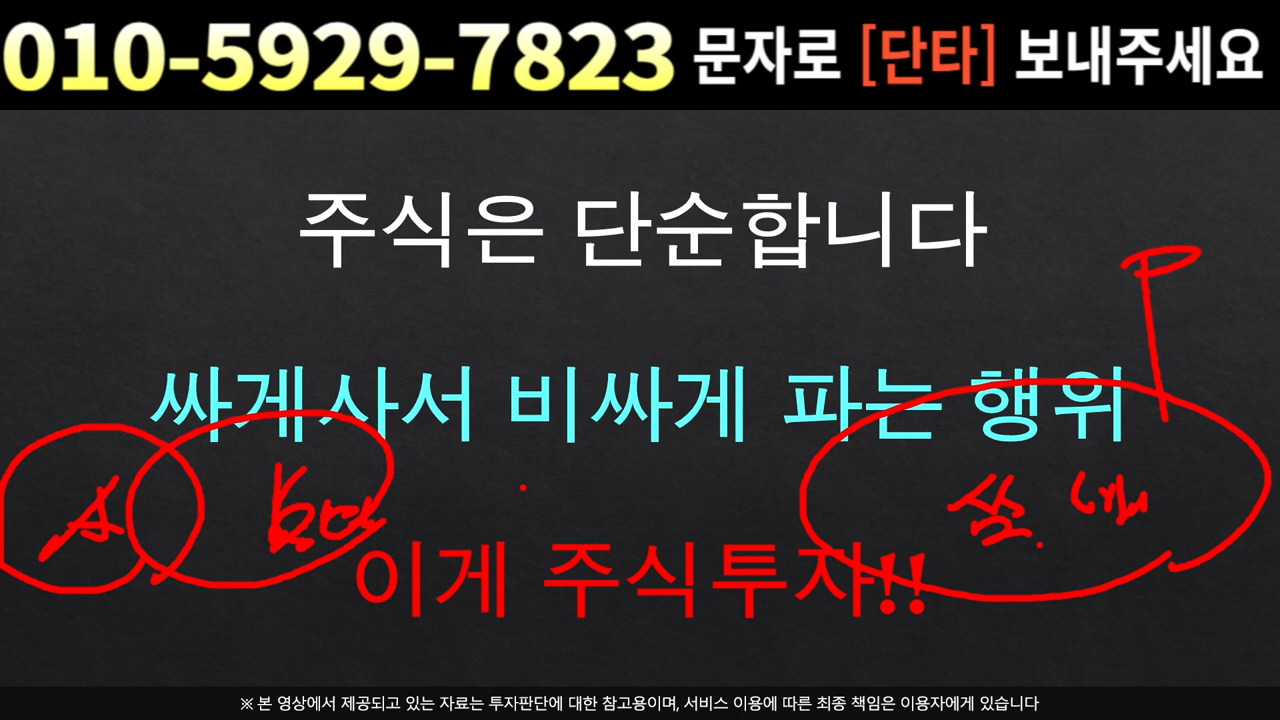 010-5929-7823 문자로 [단타] 보내주세요
주식은 단순합니다
싸게사서 비싸게 파는 행위
이게 주식투자!!
※ 본 영상에서 제공되고 있는 자료는 투자판단에 대한 참고용이며, 서비스 이용에 따른 최종 책임은 이용자에게 있습니다